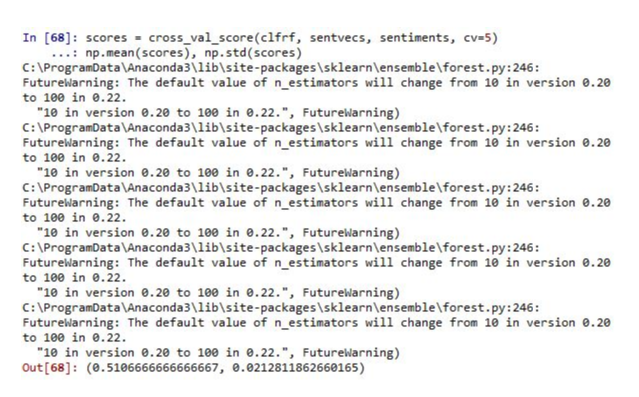 In [68]: scores = cross_val_score(clfrf, sentvecs, sentiments, cv=5)
...: np.mean(scores), np.std(scores)
C:\ProgramData\Anaconda3\lib\site-packages\sklearn\ensemble\forest.py:246:
FutureWarning: The default value of n_estimators will change from 10 in version 0.20
to 100 in 0.22.
"10 in version 0.20 to 100 in 0.22.", FutureWarning)
C:\ProgramData\Anaconda3\lib\site-packages\sklearn\ensemble\forest.py:246:
FutureWarning: The default value of n_estimators will change from 10 in version 0.20
to 100 in 0.22.
"10 in version 0.20 to 100 in 0.22.", FutureWarning)
C:\ProgramData\Anaconda3\lib\site-packages\sklearn\ensemble\forest.py:246:
FutureWarning: The default value of n_estimators will change from 10 in version 0.20
to 100 in 0.22.
"10 in version 0.20 to 100 in 0.22.", FutureWarning)
C:\ProgramData\Anaconda3\lib\site-packages\sklearn\ensemble\forest.py:246:
FutureWarning: The default value of n_estimators will change from 10 in version 0.20
to 100 in 0.22.
"10 in version 0.20 to 100 in 0.22.", FutureWarning)
C:\ProgramData\Anaconda3\lib\site-packages\sklearn\ensemble\forest.py:246:
FutureWarning: The default value of n_estimators will change from 10 in version 0.20
to 100 in 0.22.
"10 in version 0.20 to 100 in 0.22.", FutureWarning)
Out[68]: (0.5106666666666667, 0.0212811862660165)